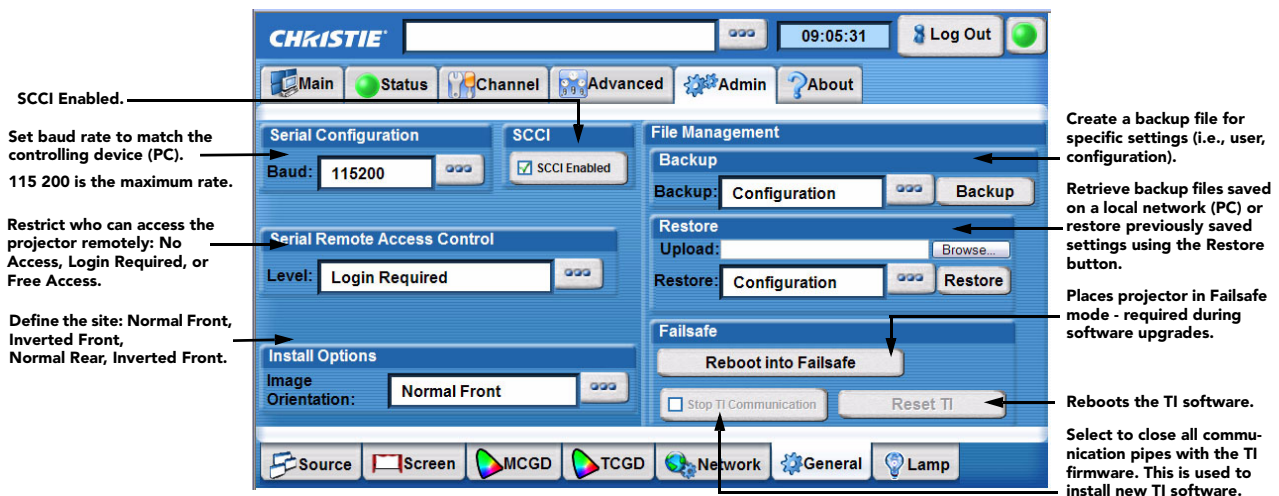 CHRISTIE
09:05:31
Log Out
Main
Status
Channel
Advanced
Admin
About
SCCI Enabled.
Set baud rate to match the
controlling device (PC).
115 200 is the maximum rate.
Restrict who can access the
projector remotely: No
Access, Login Required, or
Free Access.
Define the site: Normal Front,
Inverted Front,
Normal Rear, Inverted Front.
Serial Configuration
Baud:
115200
SCCI
SCCI Enabled
Serial Remote Access Control
Level:
Login Required
Install Options
Image
Orientation:
Normal Front
File Management
Backup
Backup:
Configuration
Backup
Restore
Upload:
Browse...
Restore:
Configuration
Restore
Failsafe
Reboot into Failsafe
Stop TI Communication
Reset TI
Create a backup file for
specific settings (i.e., user,
configuration).
Retrieve backup files saved
on a local network (PC) or
restore previously saved
settings using the Restore
button.
Places projector in Failsafe
mode - required during
software upgrades.
Reboots the TI software.
Select to close all commu-
nication pipes with the TI
firmware. This is used to
install new TI software.
Source
Screen
MCGD
TCGD
Network
General
Lamp